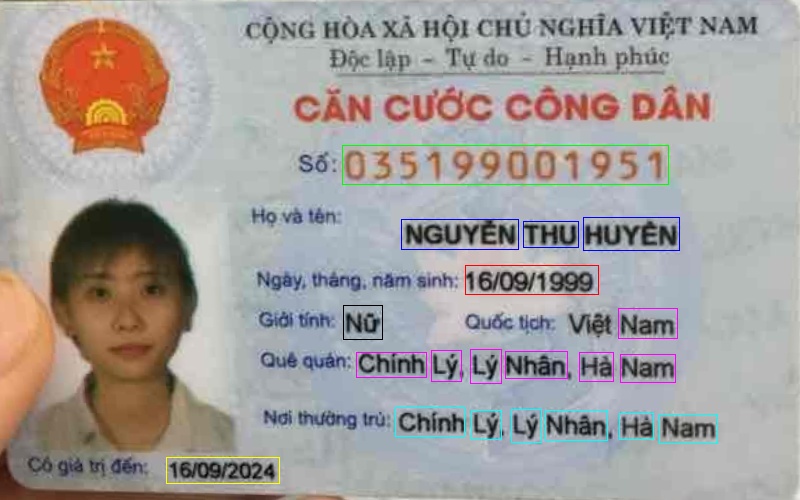 CỘNG HÒA XÃ HỘI CHỦ NGHĨA VIỆT NAM
Độc lập - Tự do - Hạnh phúc
CĂN CƯỚC CÔNG DÂN
Số: 035199001951
Họ và tên:
NGUYỄN THU HUYỀN
Ngày, tháng, năm sinh: 16/09/1999
Giới tính: Nữ Quốc tịch: Việt Nam
Quê quán: Chính Lý, Lý Nhân, Hà Nam
Nơi thường trú: Chính Lý, Lý Nhân, Hà Nam
Có giá trị đến: 16/09/2024